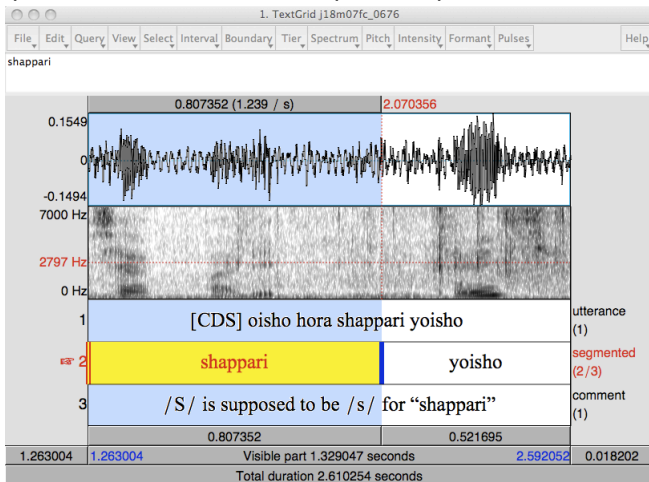 1. TextGrid j18m07fc_0676
File Edit Query View Select Interval Boundary Tier Spectrum Pitch Intensity Formant Pulses Help
shappari
0.807352 (1.239 / s) 2.070356
0.1549
0
-0.1494
7000 Hz
2797 Hz
0 Hz
1 [CDS] oisho hora shappari yoisho utterance (1)
2 shappari yoisho segmented (2/3)
3 /S/ is supposed to be /s/ for “shappari” comment (1)
0.807352 0.521695
1.263004 1.263004 Visible part 1.329047 seconds 2.592052 0.018202
Total duration 2.610254 seconds